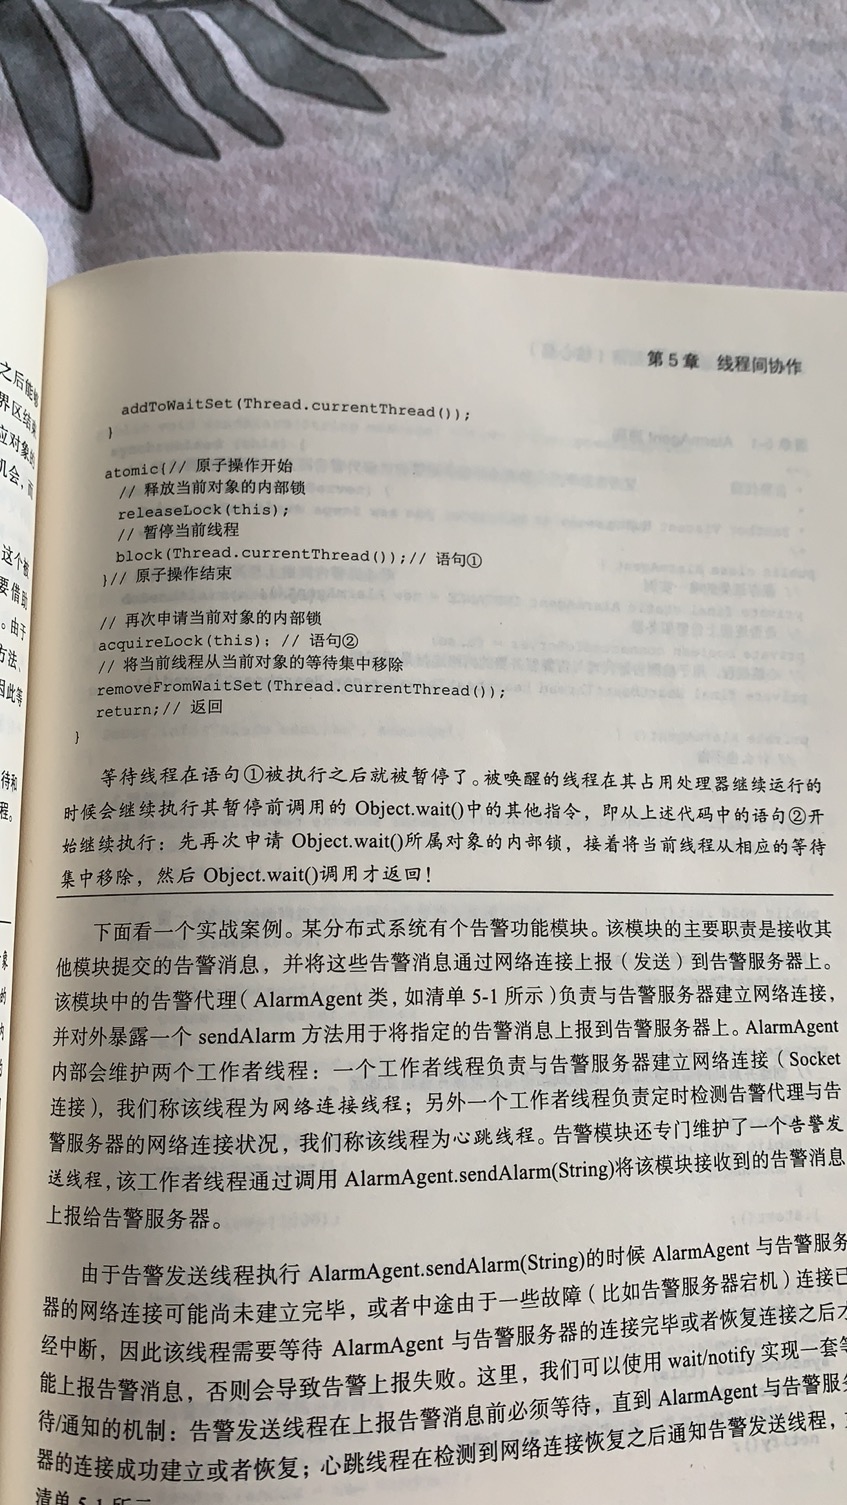 第5章 线程间协作
addToWaitSet(Thread.currentThread());
}
atomic{// 原子操作开始
// 释放当前对象的内部锁
releaseLock(this);
// 暂停当前线程
block(Thread.currentThread());// 语句①
}// 原子操作结束
// 再次申请当前对象的内部锁
acquireLock(this); // 语句②
// 将当前线程从当前对象的等待集中移除
removeFromWaitSet(Thread.currentThread());
return;// 返回
}
等待线程在语句①被执行之后就被暂停了。被唤醒的线程在其占用处理器继续运行的
时候会继续执行其暂停前调用的 Object.wait()中的其他指令，即从上述代码中的语句②开
始继续执行：先再次申请 Object.wait()所属对象的内部锁，接着将当前线程从相应的等待
集中移除，然后 Object.wait()调用才返回！
下面看一个实战案例。某分布式系统有个告警功能模块。该模块的主要职责是接收其
他模块提交的告警消息，并将这些告警消息通过网络连接上报（发送）到告警服务器上。
该模块中的告警代理（AlarmAgent 类，如清单 5-1 所示）负责与告警服务器建立网络连接，
并对外暴露一个 sendAlarm 方法用于将指定的告警消息上报到告警服务器上。AlarmAgent
内部会维护两个工作者线程：一个工作者线程负责与告警服务器建立网络连接（Socket
连接），我们称该线程为网络连接线程；另外一个工作者线程负责定时检测告警代理与告
警服务器的网络连接状况，我们称该线程为心跳线程。告警模块还专门维护了一个告警发
送线程，该工作者线程通过调用 AlarmAgent.sendAlarm(String)将该模块接收到的告警消息
上报给告警服务器。
由于告警发送线程执行 AlarmAgent.sendAlarm(String)的时候 AlarmAgent 与告警服务
器的网络连接可能尚未建立完毕，或者中途由于一些故障（比如告警服务器宕机）连接已
经中断，因此该线程需要等待 AlarmAgent 与告警服务器的连接完毕或者恢复连接之后才
能上报告警消息，否则会导致告警上报失败。这里，我们可以使用 wait/notify 实现一套等
待/通知的机制：告警发送线程在上报告警消息前必须等待，直到 AlarmAgent 与告警服务
器的连接成功建立或者恢复；心跳线程在检测到网络连接恢复之后通知告警发送线程，
清单 5-1 所示